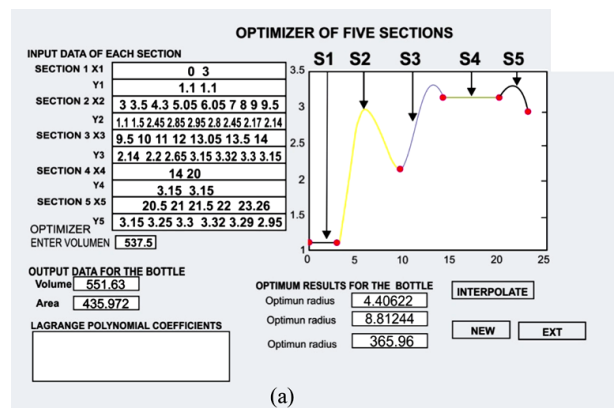 OPTIMIZER OF FIVE SECTIONS
INPUT DATA OF EACH SECTION
SECTION 1 X1 0 3
Y1 1.1 1.1
SECTION 2 X2 3 3.5 4.3 5.05 6.05 7 8 9 9.5
Y2 1.1 1.5 2.45 2.85 2.95 2.8 2.45 2.17 2.14
SECTION 3 X3 9.5 10 11 12 13.05 13.5 14
Y3 2.14 2.2 2.65 3.15 3.32 3.3 3.15
SECTION 4 X4 14 20
Y4 3.15 3.15
SECTION 5 X5 20.5 21 21.5 22 23.26
Y5 3.15 3.25 3.3 3.32 3.29 2.95
OPTIMIZER
ENTER VOLUMEN 537.5
S1 S2 S3 S4 S5
3.5
3
2.5
2
1.5
1
0 5 10 15 20 25
OUTPUT DATA FOR THE BOTTLE
Volume 551.63
Area 435.972
LAGRANGE POLYNOMIAL COEFFICIENTS
OPTIMUM RESULTS FOR THE BOTTLE
Optimun radius 4.40622
Optimun radius 8.81244
Optimun radius 365.96
INTERPOLATE
NEW EXT
(a)